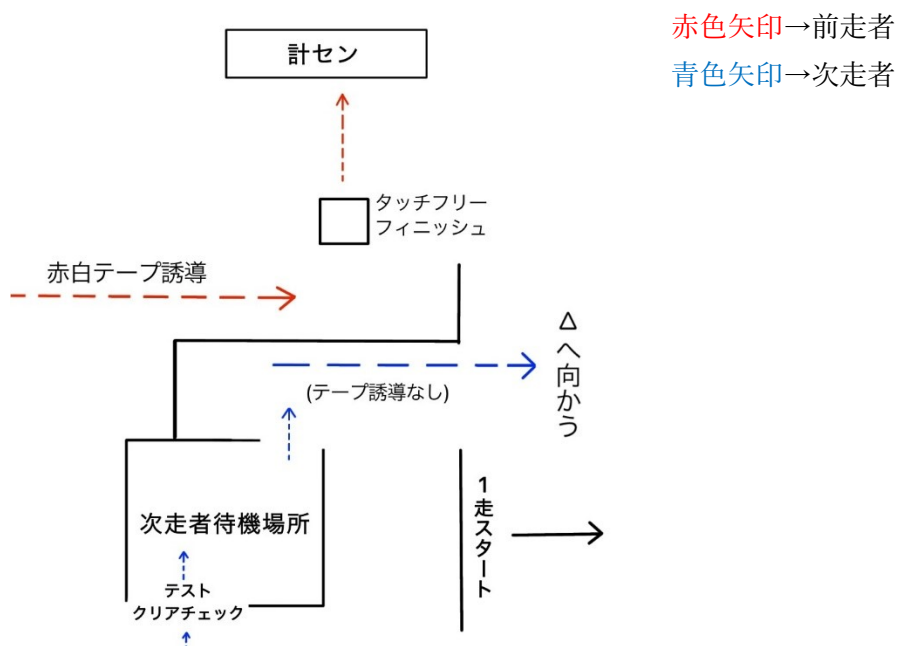 赤色矢印→前走者
青色矢印→次走者
計セン
タッチフリー
フィニッシュ
赤白テープ誘導
△へ向かう
(テープ誘導なし)
1走スタート
次走者待機場所
テスト
クリアチェック